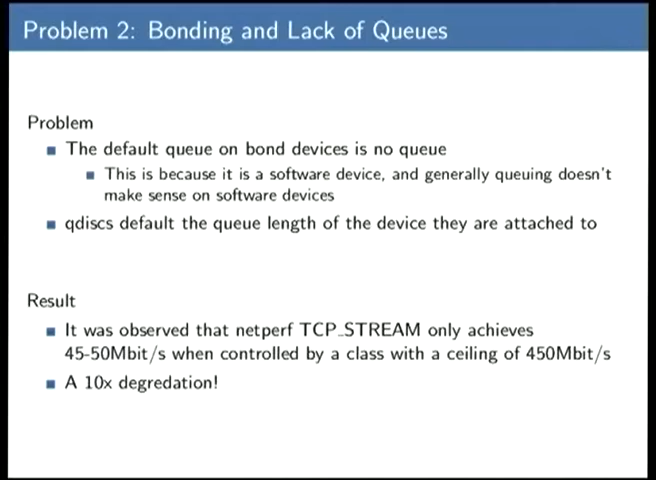 Problem 2: Bonding and Lack of Queues
Problem
The default queue on bond devices is no queue
This is because it is a software device, and generally queuing doesn't
make sense on software devices
qdiscs default the queue length of the device they are attached to
Result
It was observed that netperf TCP_STREAM only achieves
45-50Mbit/s when controlled by a class with a ceiling of 450Mbit/s
A 10x degredation!